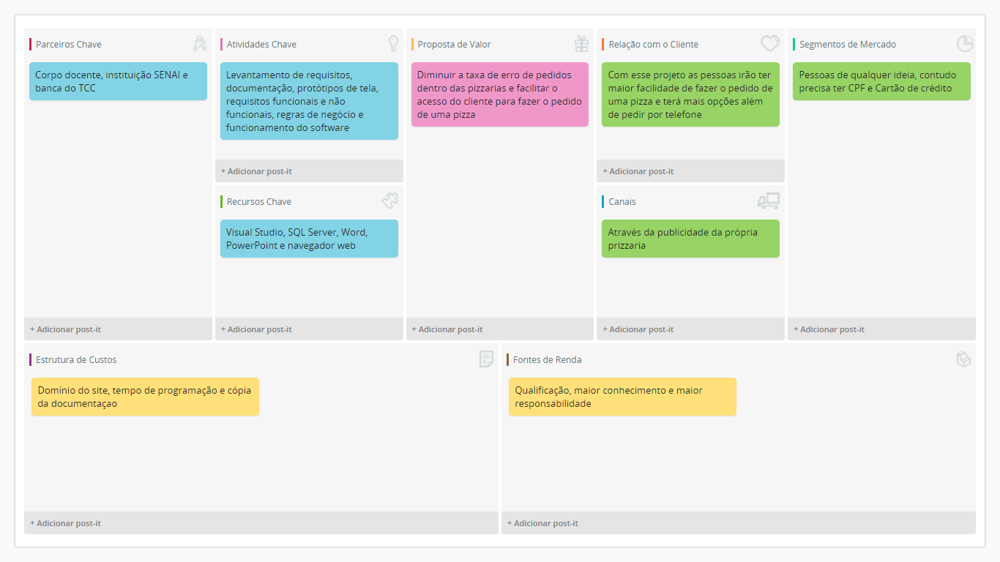 Parceiros Chave
Corpo docente, instituição SENAI e
banca do TCC
+ Adicionar post-it
Atividades Chave
Levantamento de requisitos,
documentação, protótipos de tela,
requisitos funcionais e não
funcionais, regras de negócio e
funcionamento do software
+ Adicionar post-it
Recursos Chave
Visual Studio, SQL Server, Word,
PowerPoint e navegador web
+ Adicionar post-it
Proposta de Valor
Diminuir a taxa de erro de pedidos
dentro das pizzarias e facilitar o
acesso do cliente para fazer o pedido
de uma pizza
+ Adicionar post-it
Relação com o Cliente
Com esse projeto as pessoas irão ter
maior facilidade de fazer o pedido de
uma pizza e terá mais opções além
de pedir por telefone
+ Adicionar post-it
Canais
Através da publicidade da própria
prizzaria
+ Adicionar post-it
Segmentos de Mercado
Pessoas de qualquer ideia, contudo
precisa ter CPF e Cartão de crédito
+ Adicionar post-it
Estrutura de Custos
Domínio do site, tempo de programação e cópia
da documentaçao
+ Adicionar post-it
Fontes de Renda
Qualificação, maior conhecimento e maior
responsabilidade
+ Adicionar post-it